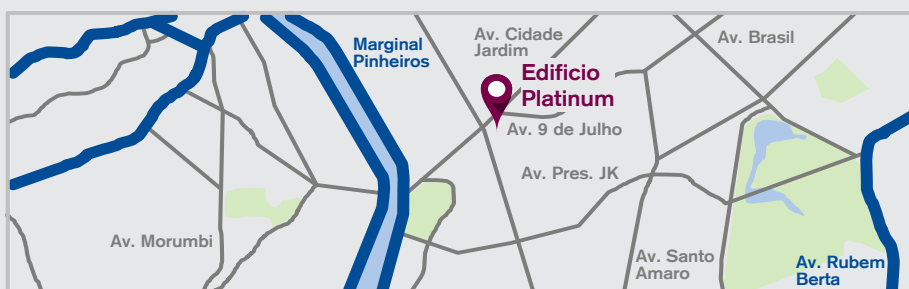 Av. Cidade
Jardim
Av. Brasil
Marginal
Pinheiros
Edificio
Platinum
Av. 9 de Julho
Av. Pres. JK
Av. Morumbi
Av. Santo
Amaro
Av. Rubem
Berta